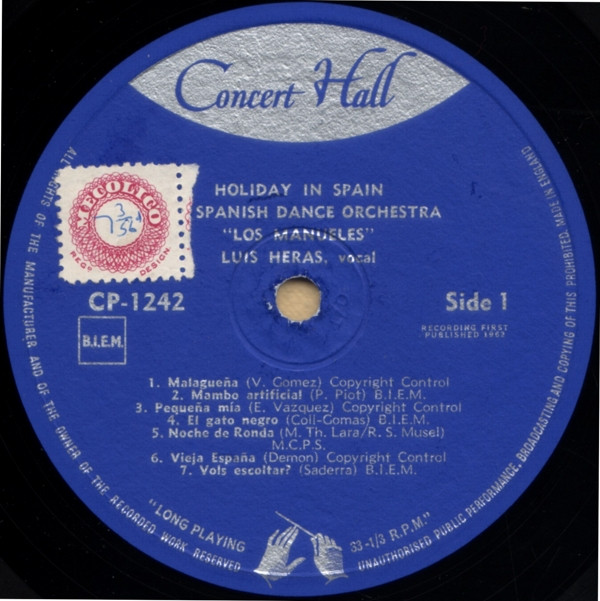 Concert Hall
HOLIDAY IN SPAIN
SPANISH DANCE ORCHESTRA
"LOS MANUELES"
LUIS HERAS, vocal
MECOLICO
REGD
DESIGN
CP-1242
Side 1
B.I.E.M.
RECORDING FIRST
PUBLISHED 1963
1. Malagueña (V. Gomez) Copyright Control
2. Mambo artificial (P. Piot) B.I.E.M.
3. Pequeña mía (E. Vazquez) Copyright Control
4. El gato negro (Coll-Gomas) B.I.E.M.
5. Noche de Ronda (M. Th. Lara/R. S. Musel)
M.C.P.S.
6. Vieja España (Demon) Copyright Control
7. Vols escoltar? (Saderra) B.I.E.M.
"LONG PLAYING
33-1/3 R.P.M."
ALL RIGHTS OF THE MANUFACTURER AND OF THE OWNER OF THE RECORDED WORK RESERVED
UNAUTHORISED PUBLIC PERFORMANCE, BROADCASTING AND COPYING OF THIS PROHIBITED. MADE IN ENGLAND